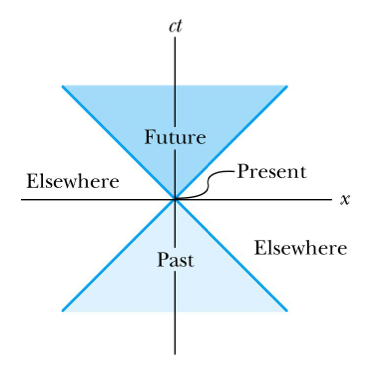 ct
Future
Present
Elsewhere
x
Elsewhere
Past